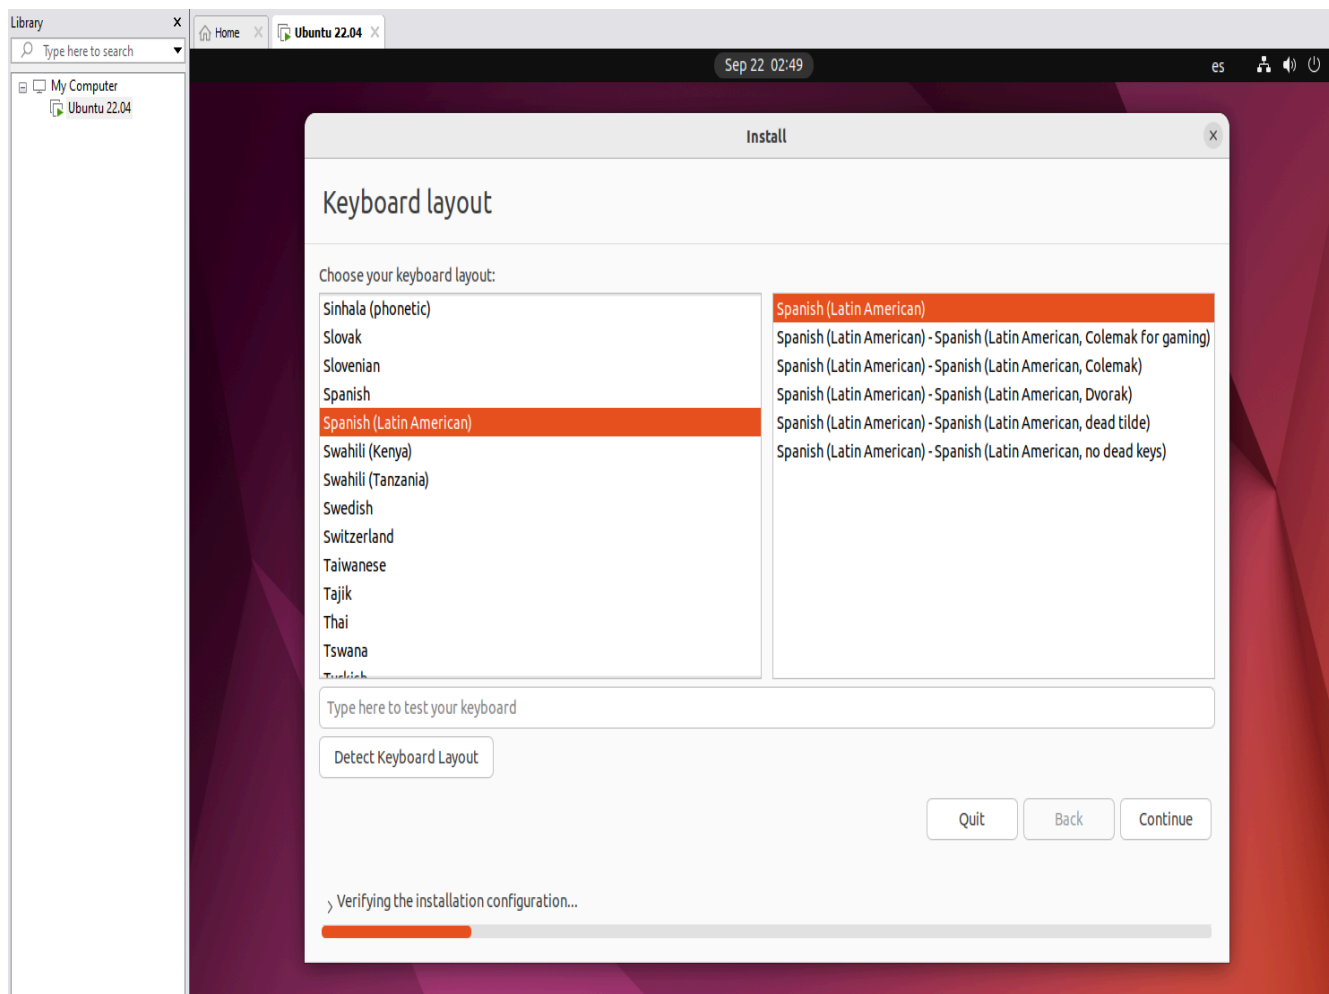 Library
Type here to search
My Computer
Ubuntu 22.04
Home
Ubuntu 22.04
Sep 22 02:49
es
Install
Keyboard layout
Choose your keyboard layout:
Sinhala (phonetic)
Slovak
Slovenian
Spanish
Spanish (Latin American)
Swahili (Kenya)
Swahili (Tanzania)
Swedish
Switzerland
Taiwanese
Tajik
Thai
Tswana
Turkish
Spanish (Latin American)
Spanish (Latin American) - Spanish (Latin American, Colemak for gaming)
Spanish (Latin American) - Spanish (Latin American, Colemak)
Spanish (Latin American) - Spanish (Latin American, Dvorak)
Spanish (Latin American) - Spanish (Latin American, dead tilde)
Spanish (Latin American) - Spanish (Latin American, no dead keys)
Type here to test your keyboard
Detect Keyboard Layout
Quit
Back
Continue
Verifying the installation configuration...